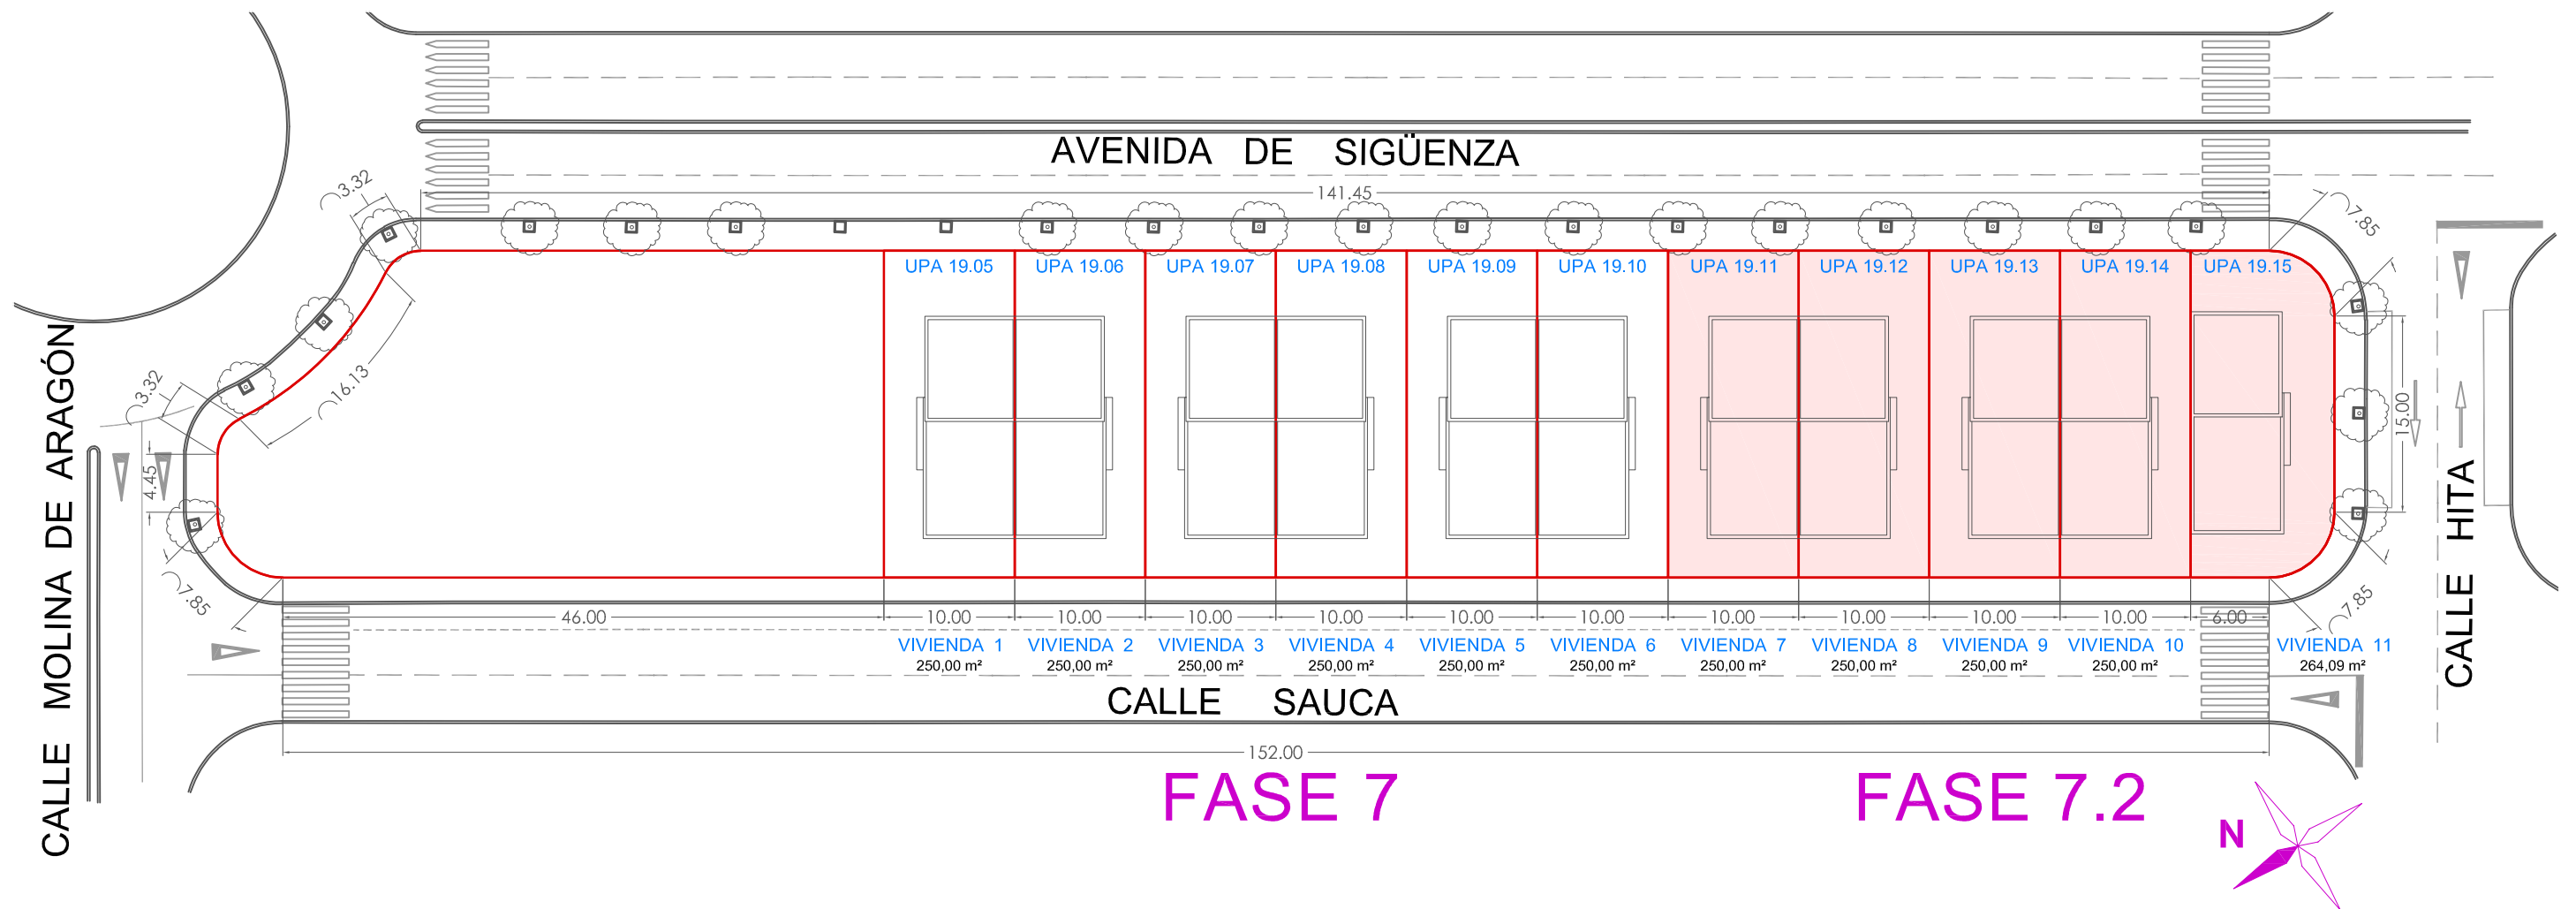 AVENIDA DE SIGÜENZA
141.45
3.32
7.85
UPA 19.05
UPA 19.06
UPA 19.07
UPA 19.08
UPA 19.09
UPA 19.10
UPA 19.11
UPA 19.12
UPA 19.13
UPA 19.14
UPA 19.15
CALLE MOLINA DE ARAGÓN
16.13
3.32
4.45
7.85
15.00
CALLE HITA
7.85
46.00
10.00
10.00
10.00
10.00
10.00
10.00
10.00
10.00
10.00
10.00
6.00
VIVIENDA 1
250,00 m²
VIVIENDA 2
250,00 m²
VIVIENDA 3
250,00 m²
VIVIENDA 4
250,00 m²
VIVIENDA 5
250,00 m²
VIVIENDA 6
250,00 m²
VIVIENDA 7
250,00 m²
VIVIENDA 8
250,00 m²
VIVIENDA 9
250,00 m²
VIVIENDA 10
250,00 m²
VIVIENDA 11
264,09 m²
CALLE SAUCA
152.00
FASE 7
FASE 7.2
N